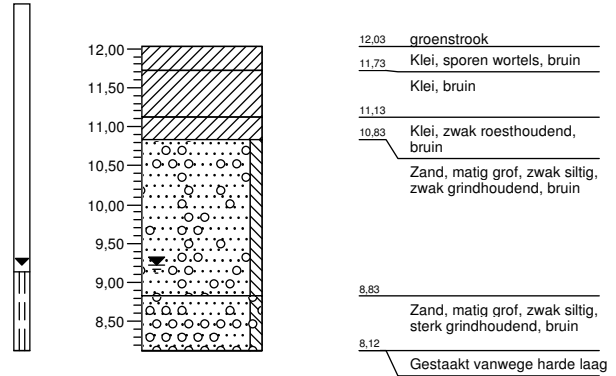 12,00
11,50
11,00
10,50
10,00
9,50
9,00
8,50
12,03 groenstrook
Klei, sporen wortels, bruin
11,73
Klei, bruin
11,13
Klei, zwak roesthoudend,
10,83
bruin
Zand, matig grof, zwak siltig,
zwak grindhoudend, bruin
8,83
Zand, matig grof, zwak siltig,
sterk grindhoudend, bruin
8,12
Gestaakt vanwege harde laag